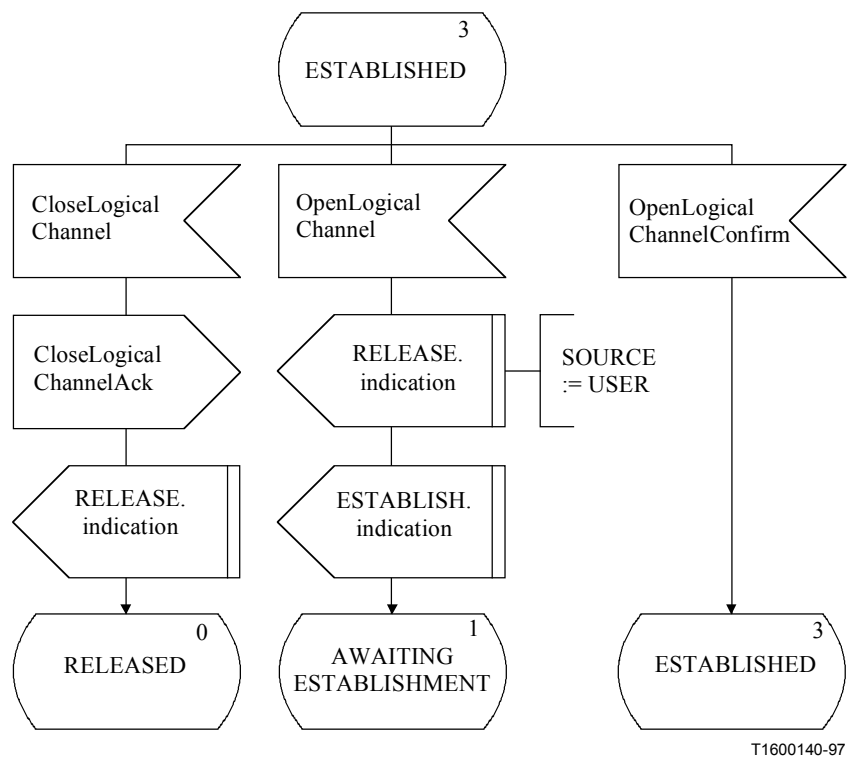 3
ESTABLISHED
CloseLogical
Channel
OpenLogical
Channel
OpenLogical
ChannelConfirm
CloseLogical
ChannelAck
RELEASE.
indication
SOURCE
:= USER
RELEASE.
indication
ESTABLISH.
indication
0
RELEASED
1
AWAITING
ESTABLISHMENT
3
ESTABLISHED
T1600140-97